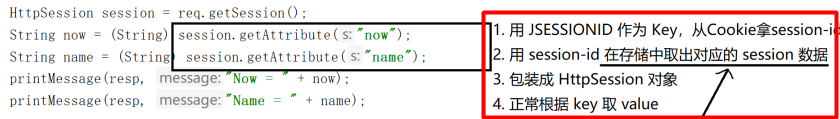 HttpSession session = req.getSession();
String now = (String) session.getAttribute( s: "now");
String name = (String) session.getAttribute( s: "name");
printMessage(resp, message: "Now = " + now);
printMessage(resp, message: "Name = " + name);
1. 用 JSESSIONID 作为 Key，从Cookie拿session-id
2. 用 session-id 在存储中取出对应的 session 数据
3. 包装成 HttpSession 对象
4. 正常根据 key 取 value